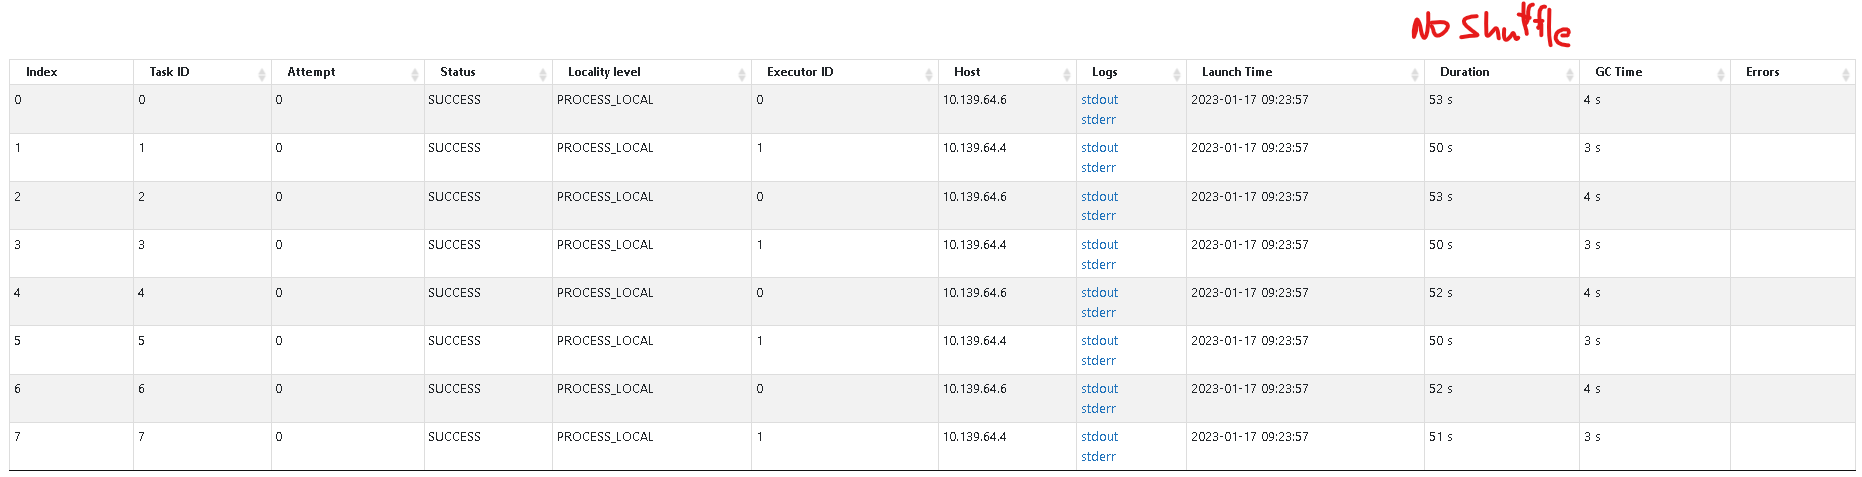 No Shuffle
Index Task ID Attempt Status Locality level Executor ID Host Logs Launch Time Duration GC Time Errors
0 0 0 SUCCESS PROCESS_LOCAL 0 10.139.64.6 stdout 2023-01-17 09:23:57 53 s 4 s
stderr
1 1 0 SUCCESS PROCESS_LOCAL 1 10.139.64.4 stdout 2023-01-17 09:23:57 50 s 3 s
stderr
2 2 0 SUCCESS PROCESS_LOCAL 0 10.139.64.6 stdout 2023-01-17 09:23:57 53 s 4 s
stderr
3 3 0 SUCCESS PROCESS_LOCAL 1 10.139.64.4 stdout 2023-01-17 09:23:57 50 s 3 s
stderr
4 4 0 SUCCESS PROCESS_LOCAL 0 10.139.64.6 stdout 2023-01-17 09:23:57 52 s 4 s
stderr
5 5 0 SUCCESS PROCESS_LOCAL 1 10.139.64.4 stdout 2023-01-17 09:23:57 50 s 3 s
stderr
6 6 0 SUCCESS PROCESS_LOCAL 0 10.139.64.6 stdout 2023-01-17 09:23:57 52 s 4 s
stderr
7 7 0 SUCCESS PROCESS_LOCAL 1 10.139.64.4 stdout 2023-01-17 09:23:57 51 s 3 s
stderr